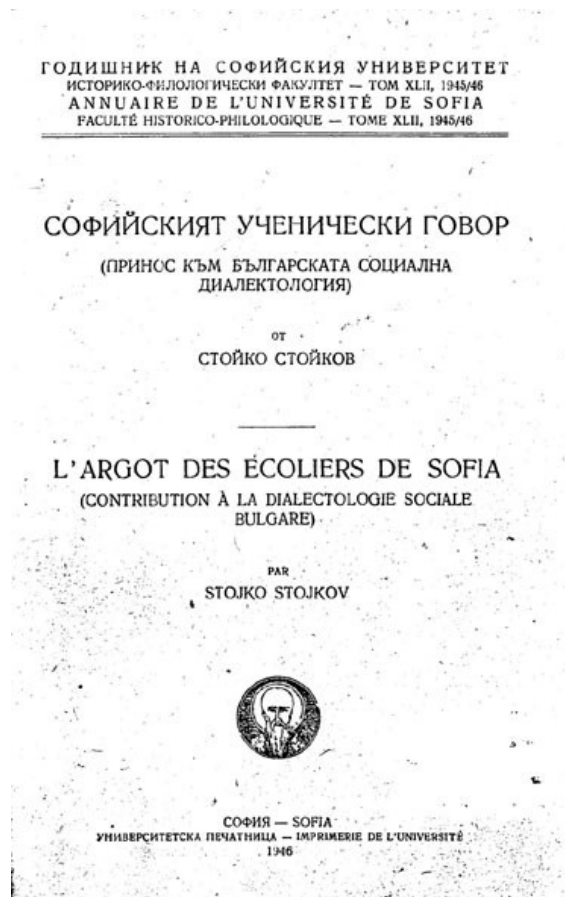 ГОДИШНИК НА СОФИЙСКИЯ УНИВЕРСИТЕТ
ИСТОРИКО-ФИЛОЛОГИЧЕСКИ ФАКУЛТЕТ — ТОМ XLII, 1945/46
ANNUAIRE DE L'UNIVERSITÉ DE SOFIA
FACULTÉ HISTORICO-PHILOLOGIQUE — TOME XLII, 1945/46
СОФИЙСКИЯТ УЧЕНИЧЕСКИ ГОВОР
(ПРИНОС КЪМ БЪЛГАРСКАТА СОЦИАЛНА
ДИАЛЕКТОЛОГИЯ)
ОТ
СТОЙКО СТОЙКОВ
L'ARGOT DES ÉCOLIERS DE SOFIA
(CONTRIBUTION À LA DIALECTOLOGIE SOCIALE
BULGARE)
PAR
STOJKO STOJKOV
СОФИЯ — SOFIA
УНИВЕРСИТЕТСКА ПЕЧАТНИЦА — IMPRIMERIE DE L'UNIVERSITÉ
1946